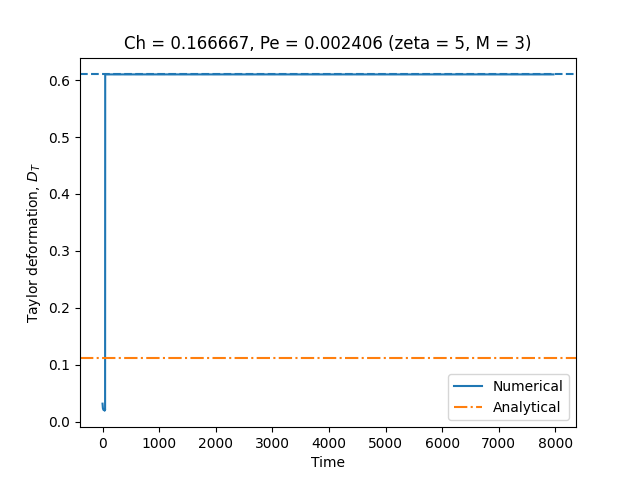 Ch = 0.166667, Pe = 0.002406 (zeta = 5, M = 3)
Taylor deformation, $D_T$
0.6
0.5
0.4
0.3
0.2
0.1
0.0
Numerical
Analytical
0 1000 2000 3000 4000 5000 6000 7000 8000
Time